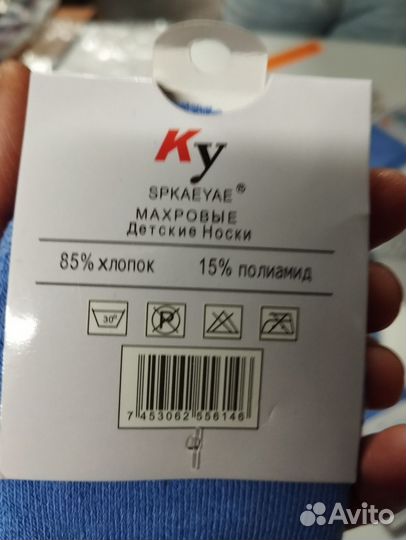 Ky
SPKAEYAE®
МАХРОВЫЕ
Детские Носки
85% хлопок 15% полиамид
30°
P
7 453062 556146
Avito